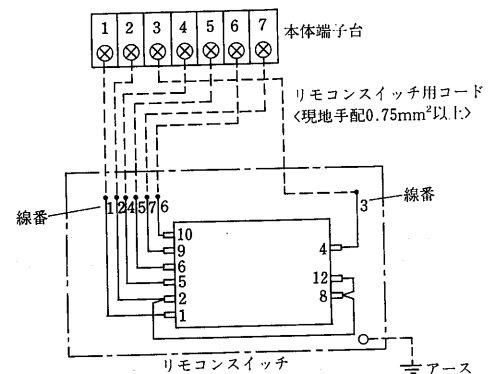 1 2 3 4 5 6 7
本体端子台
リモコンスイッチ用コード
<現地手配0.75mm²以上>
線番
1 2 4 5 7 6
3
線番
10
9
6
5
2
1
4
12
8
リモコンスイッチ
アース